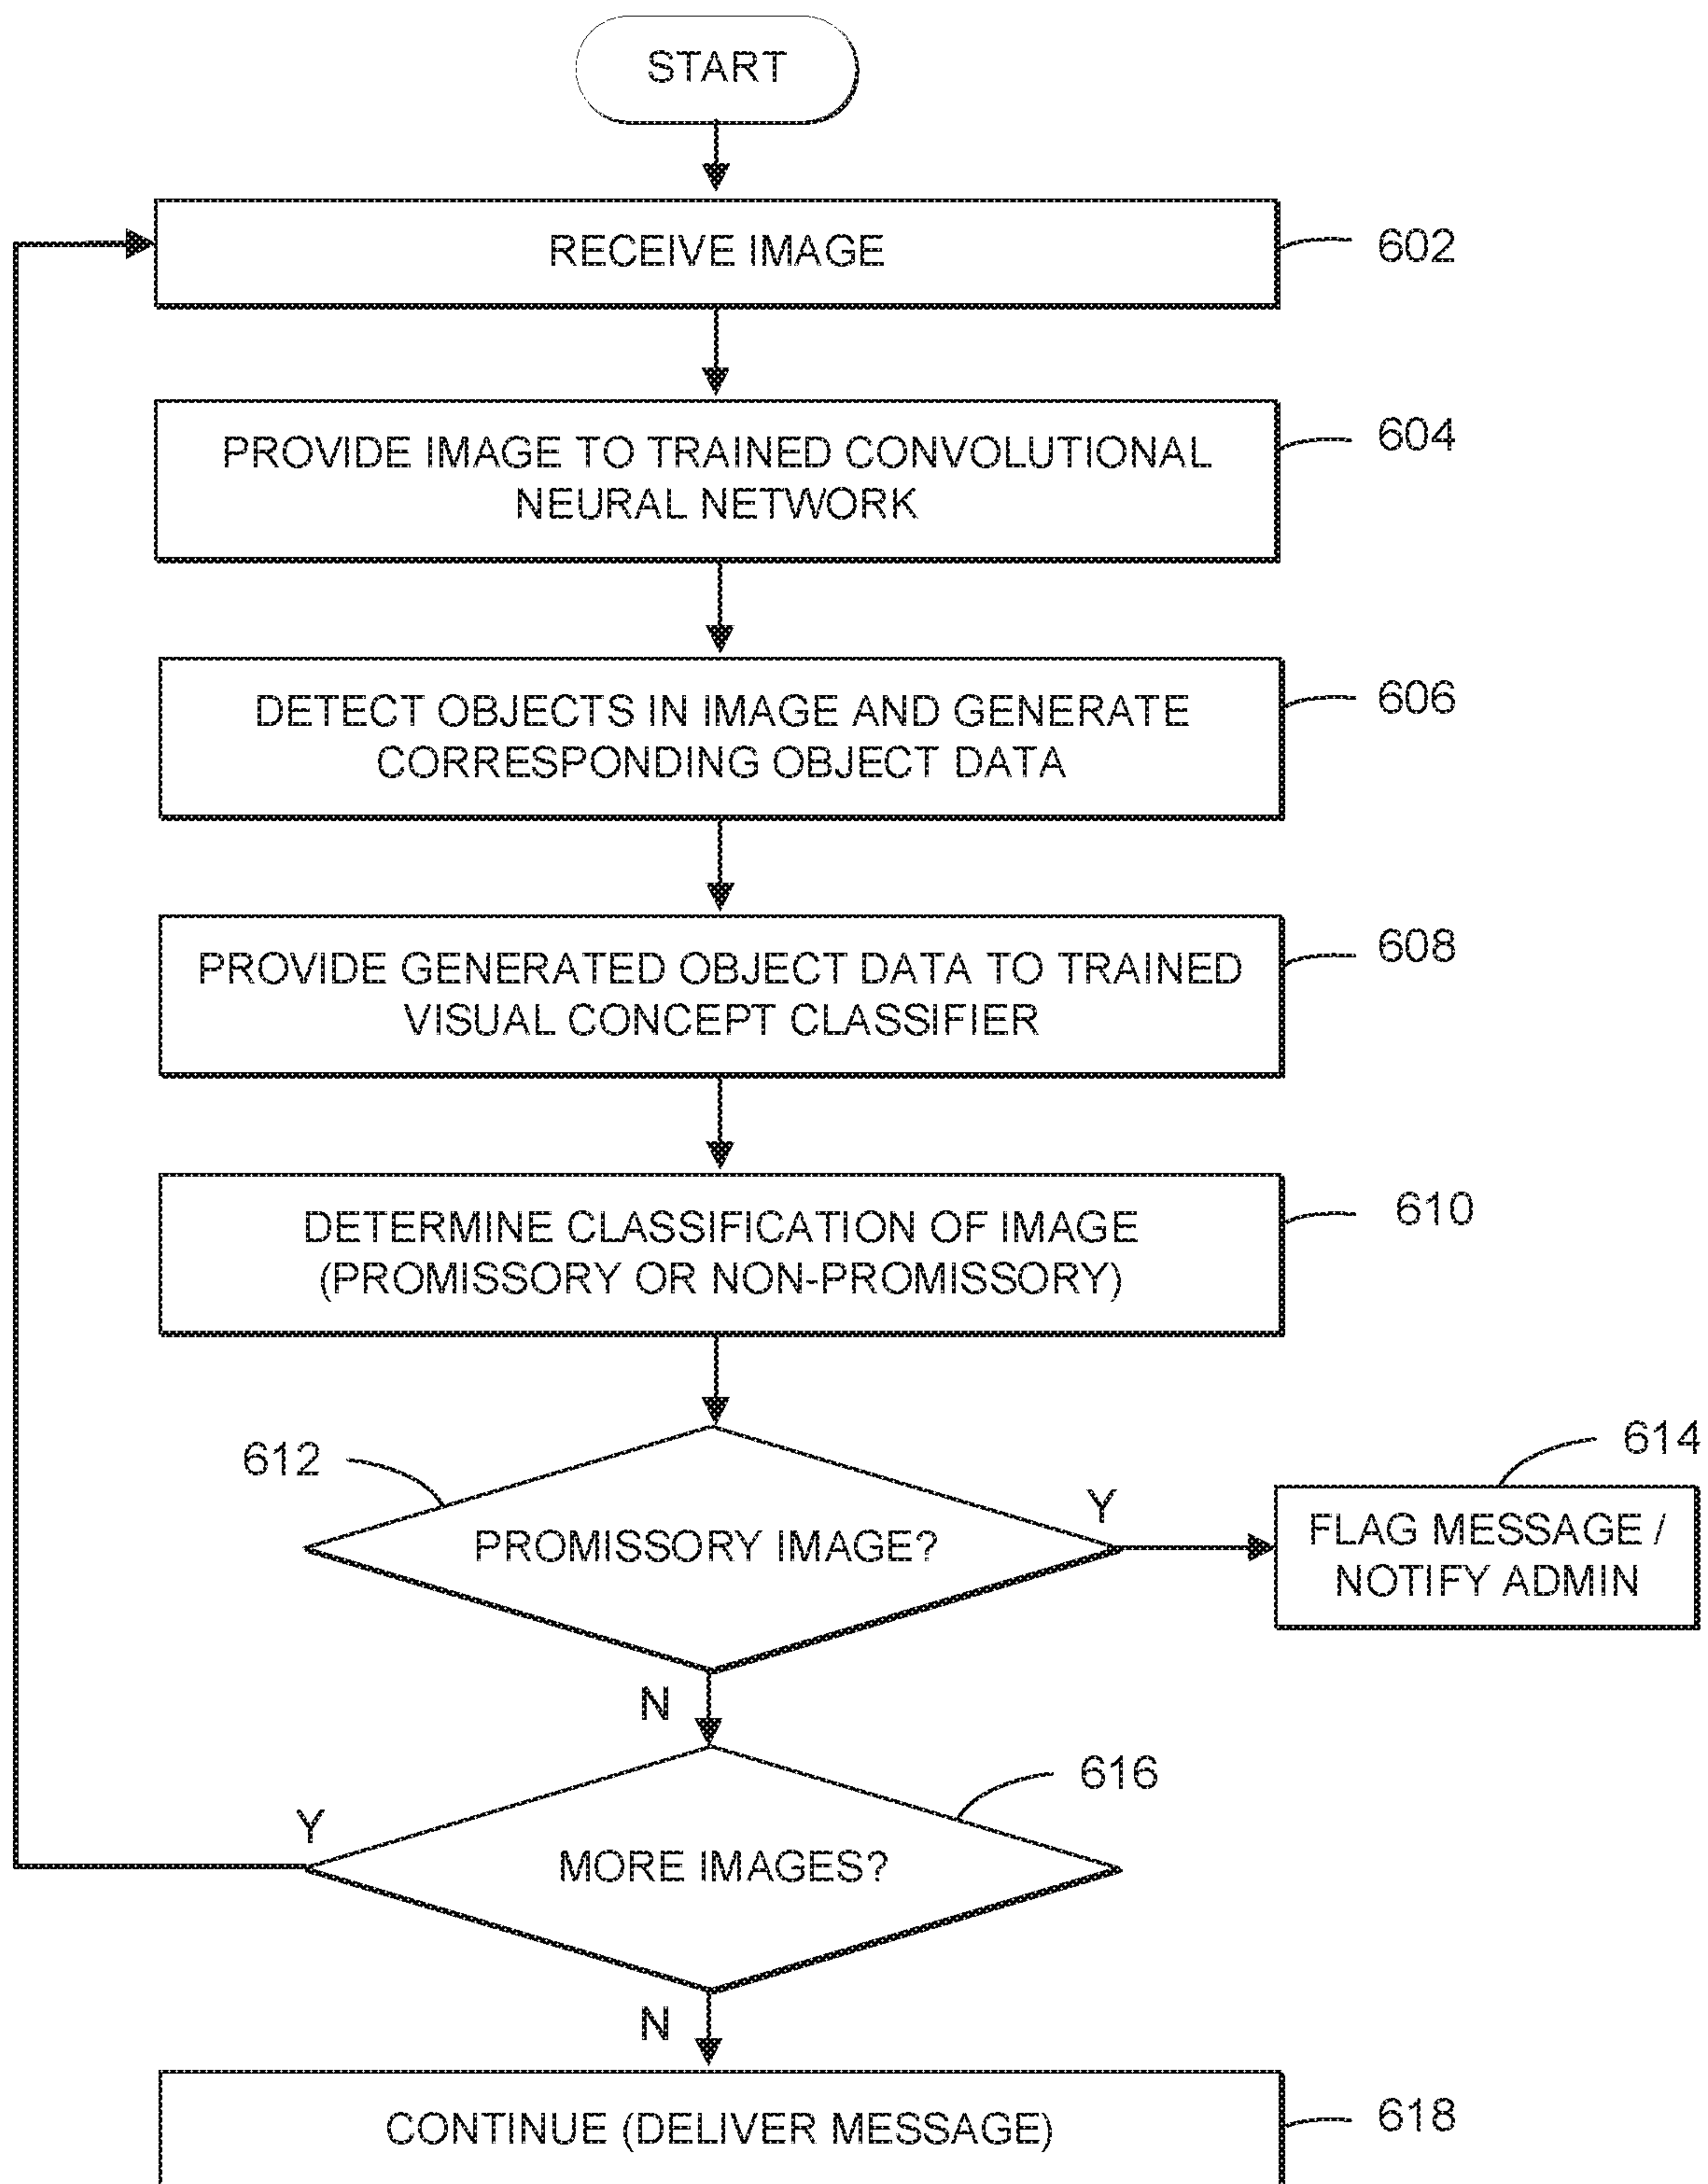 START
RECEIVE IMAGE
602
PROVIDE IMAGE TO TRAINED CONVOLUTIONAL
NEURAL NETWORK
604
DETECT OBJECTS IN IMAGE AND GENERATE
CORRESPONDING OBJECT DATA
606
PROVIDE GENERATED OBJECT DATA TO TRAINED
VISUAL CONCEPT CLASSIFIER
608
DETERMINE CLASSIFICATION OF IMAGE
(PROMISSORY OR NON-PROMISSORY)
610
612
PROMISSORY IMAGE?
Y
614
FLAG MESSAGE /
NOTIFY ADMIN
N
616
Y
MORE IMAGES?
N
CONTINUE (DELIVER MESSAGE)
618